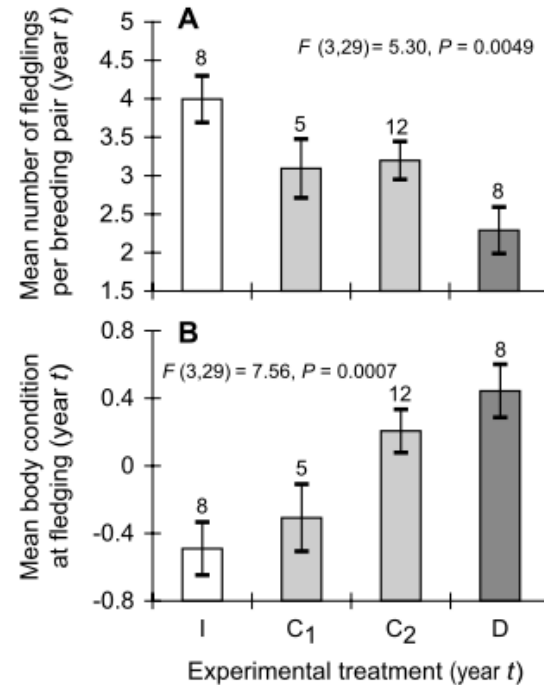 A
F (3,29) = 5.30, P = 0.0049
Mean number of fledglings
per breeding pair (year t)
5
4.5
4
3.5
3
2.5
2
1.5
8
5
12
8
B
F (3,29) = 7.56, P = 0.0007
Mean body condition
at fledging (year t)
0.8
0.4
0
-0.4
-0.8
8
5
12
8
I C1 C2 D
Experimental treatment (year t)